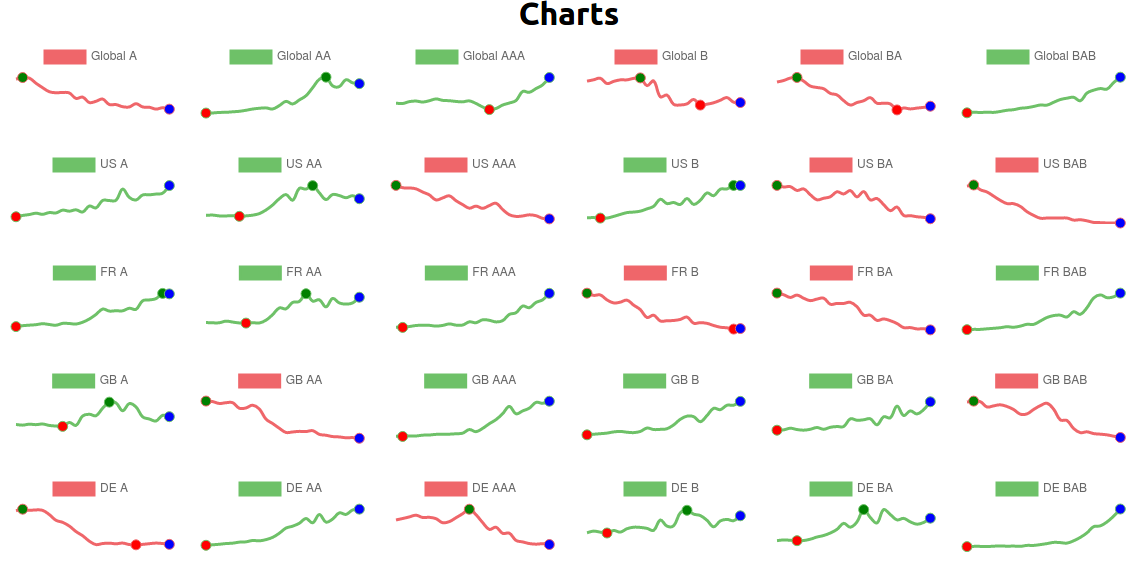 Charts
Global A Global AA Global AAA Global B Global BA Global BAB
US A US AA US AAA US B US BA US BAB
FR A FR AA FR AAA FR B FR BA FR BAB
GB A GB AA GB AAA GB B GB BA GB BAB
DE A DE AA DE AAA DE B DE BA DE BAB